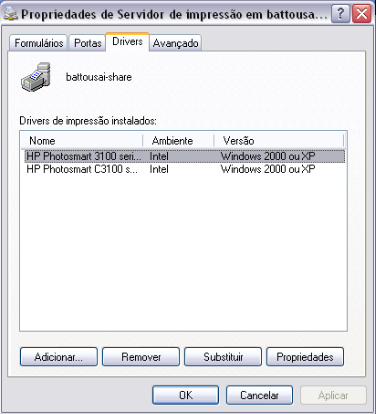 Propriedades de Servidor de impressão em battousa...
Formulários Portas Drivers Avançado
battousai-share
Drivers de impressão instalados:
Nome Ambiente Versão
HP Photosmart 3100 seri... Intel Windows 2000 ou XP
HP Photosmart C3100 s... Intel Windows 2000 ou XP
Adicionar... Remover Substituir Propriedades
OK Cancelar Aplicar